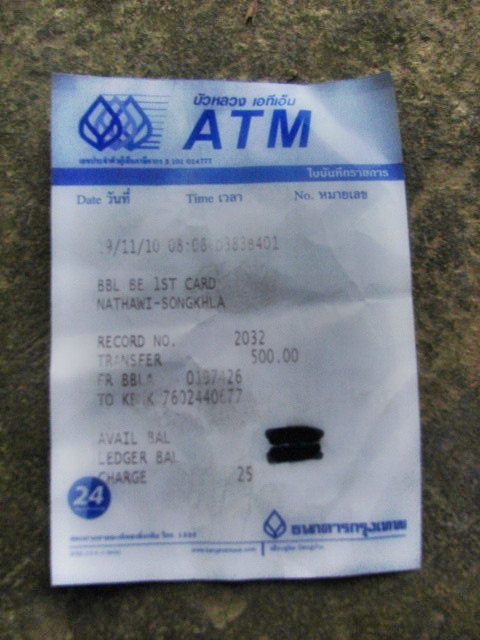 บัวหลวง เอทีเอ็ม
ATM
ใบบันทึกรายการ
Date วันที่ Time เวลา No. หมายเลข
19/11/10 08:08
BBL BE 1ST CARD
NATHAWI-SONGKHLA
RECORD NO. 2032
TRANSFER 500.00
FR BBLA
TO
AVAIL BAL
LEDGER BAL
CHARGE 25
24
ธนาคารกรุงเทพ